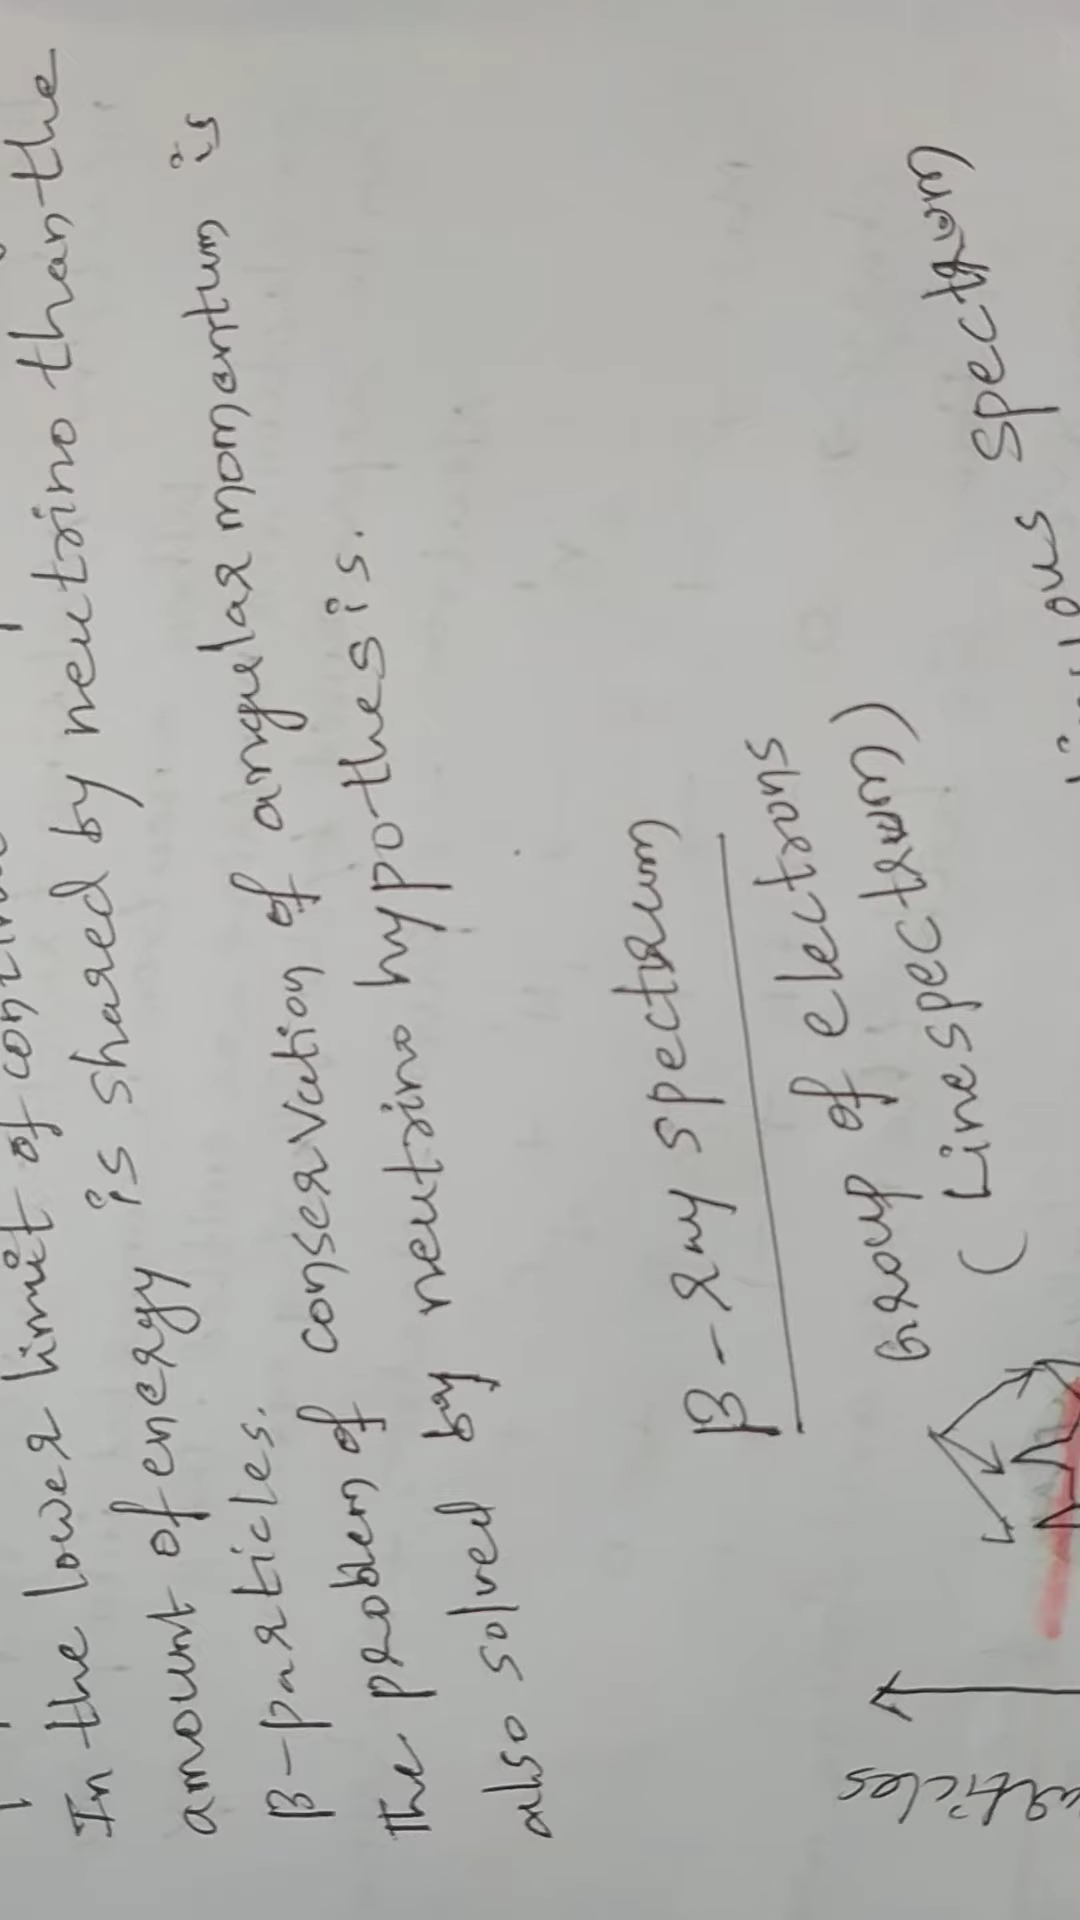 In the lower limit of
amount of energy is shared by neutrino than the
β-particles.
The problem of conservation of angular momentum is
also solved by neutrino hypothesis.
β-ray spectrum
Group of electrons
(Line spectrum)
spectrum